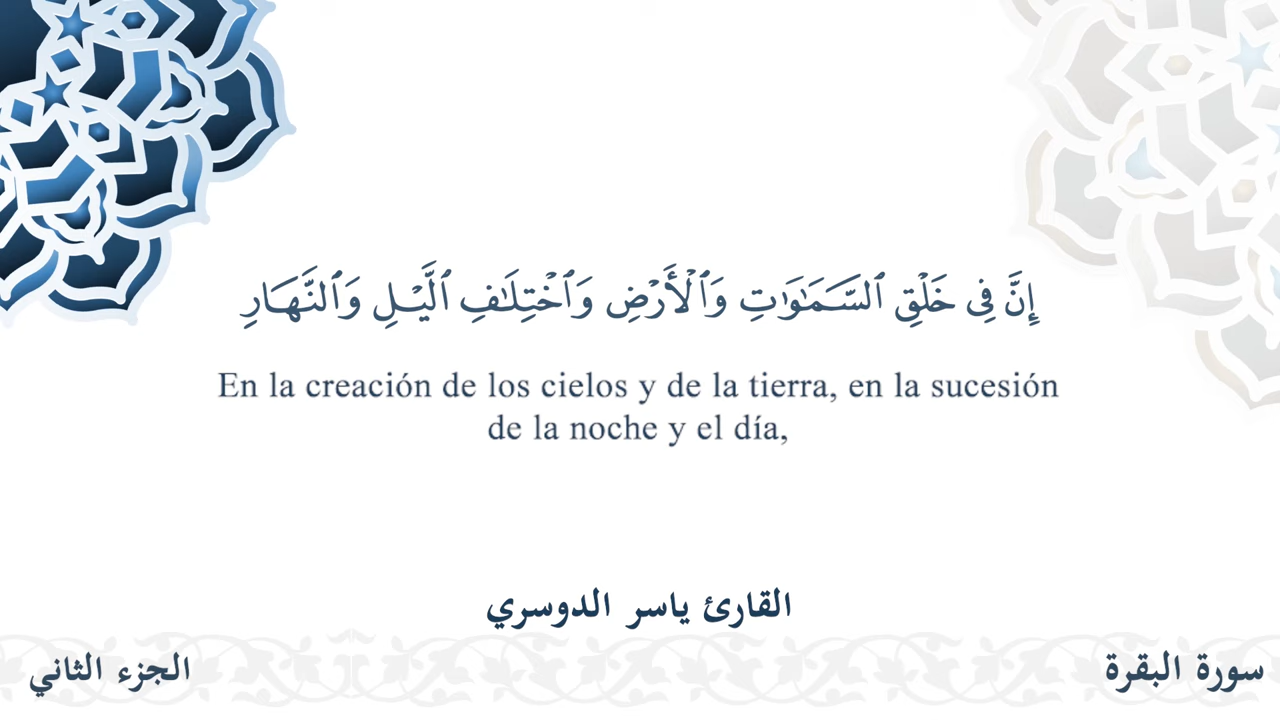 إِنَّ فِى خَلْقِ ٱلسَّمَـٰوَٰتِ وَٱلْأَرْضِ وَٱخْتِلَـٰفِ ٱلَّيْلِ وَٱلنَّهَارِ
En la creación de los cielos y de la tierra, en la sucesión
de la noche y el día,
القارئ ياسر الدوسري
سورة البقرة
الجزء الثاني